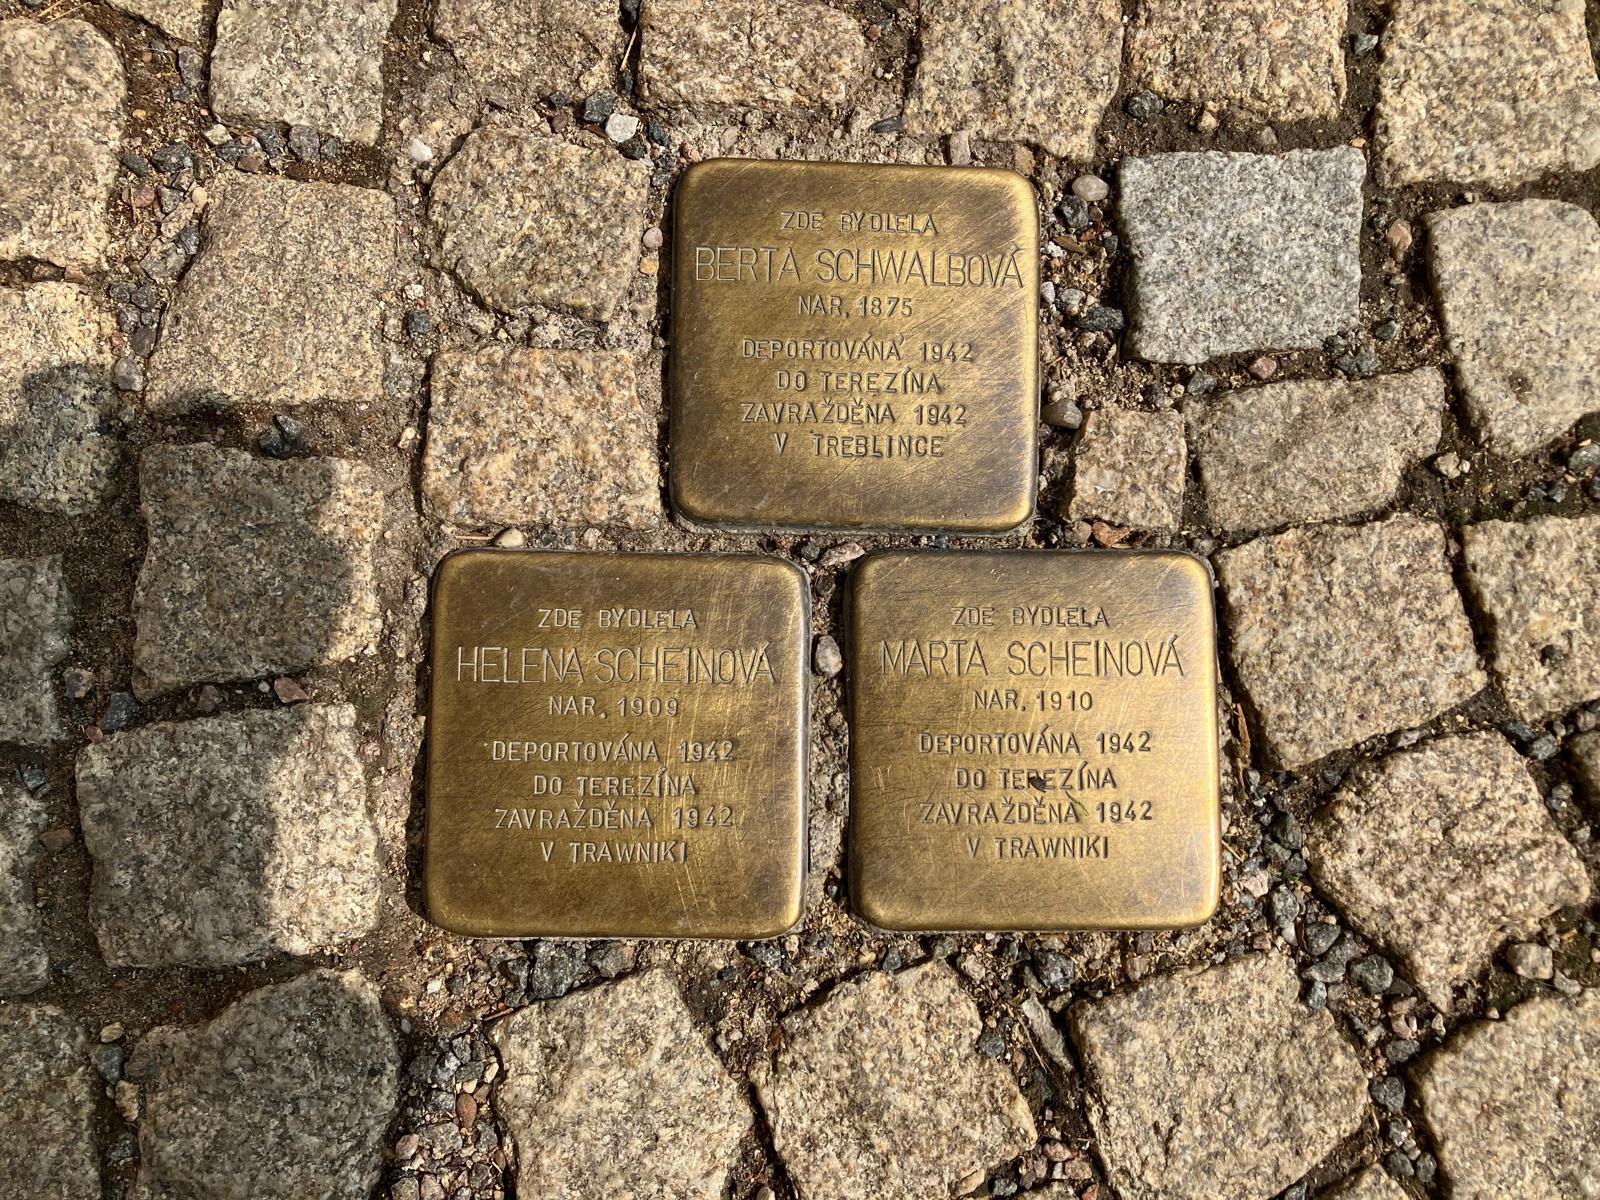 ZDE BYDLELA
BERTA SCHWALBOVÁ
NAR. 1875
DEPORTOVÁNA 1942
DO TEREZÍNA
ZAVRAŽDĚNA 1942
V TREBLINCE
ZDE BYDLELA
HELENA SCHEINOVÁ
NAR. 1909
DEPORTOVÁNA 1942
DO TEREZÍNA
ZAVRAŽDĚNA 1942
V TRAWNIKI
ZDE BYDLELA
MARTA SCHEINOVÁ
NAR. 1910
DEPORTOVÁNA 1942
DO TEREZÍNA
ZAVRAŽDĚNA 1942
V TRAWNIKI